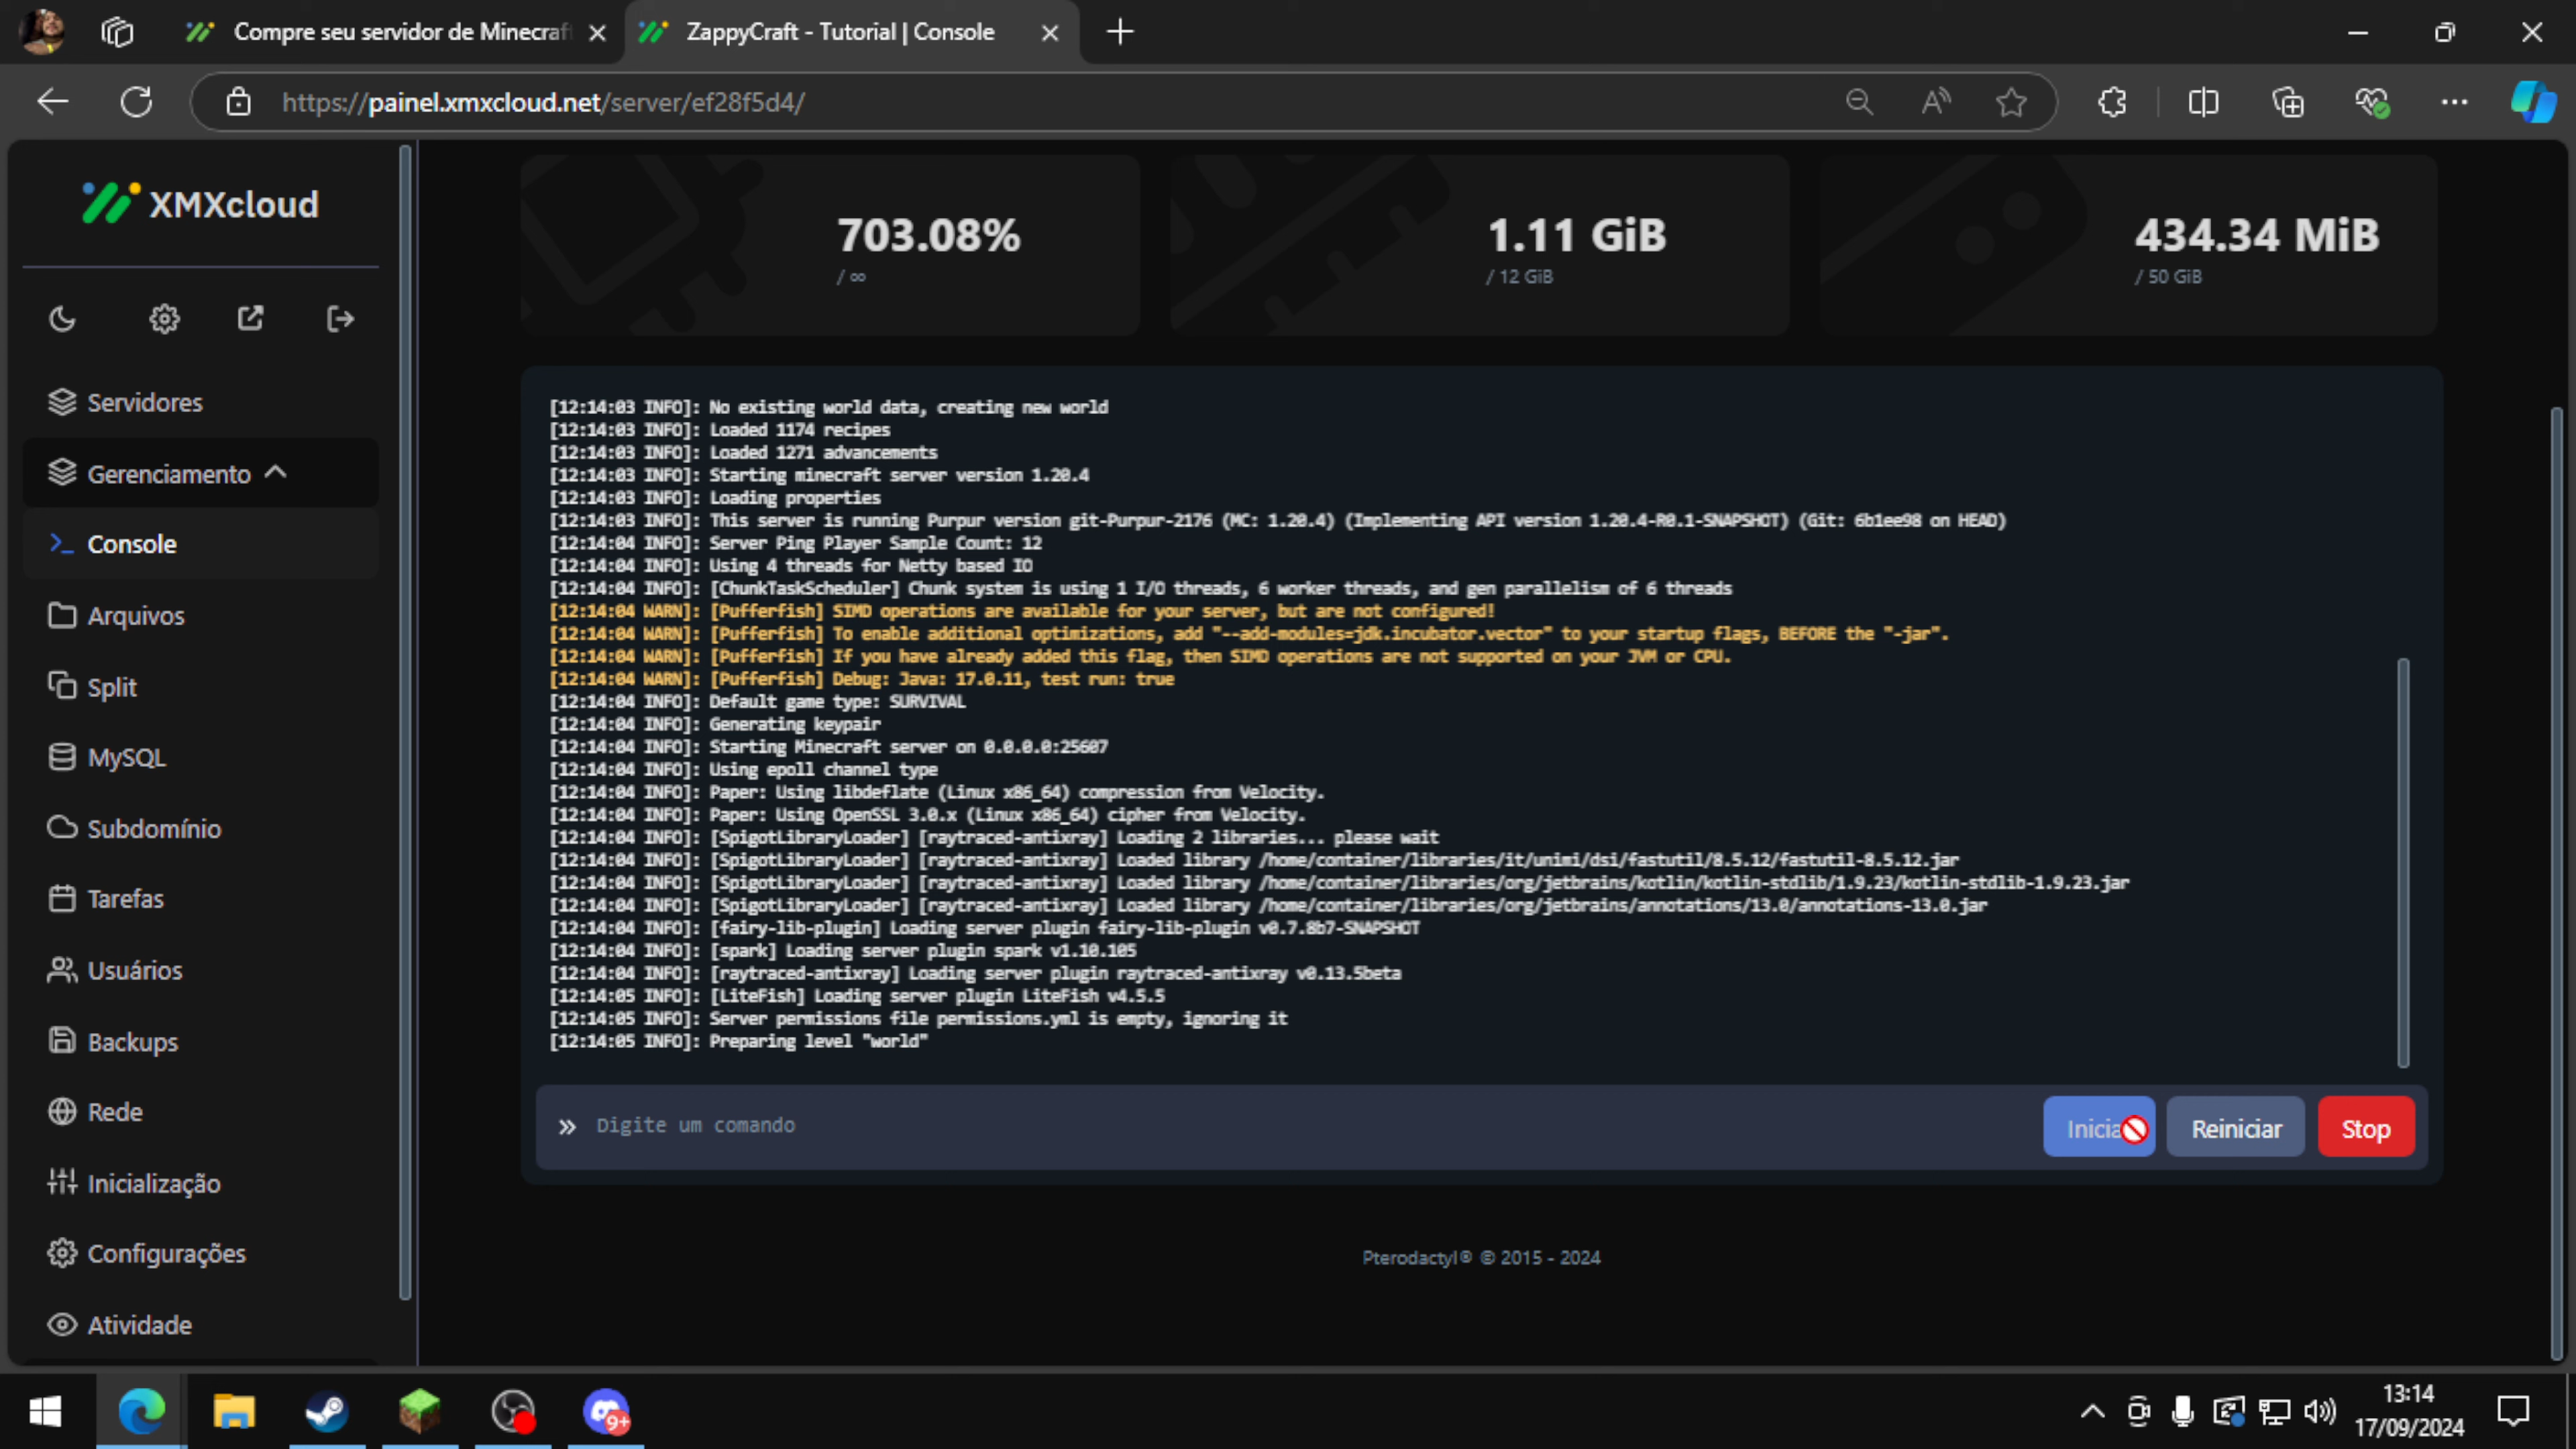 Compre seu servidor de Minecraf
ZappyCraft - Tutorial | Console
https://painel.xmxcloud.net/server/ef28f5d4/
XMXcloud
703.08%
/ ∞
1.11 GiB
/ 12 GiB
434.34 MiB
/ 50 GiB
Servidores
Gerenciamento
Console
Arquivos
Split
MySQL
Subdomínio
Tarefas
Usuários
Backups
Rede
Inicialização
Configurações
Atividade
[12:14:03 INFO]: No existing world data, creating new world
[12:14:03 INFO]: Loaded 1174 recipes
[12:14:03 INFO]: Loaded 1271 advancements
[12:14:03 INFO]: Starting minecraft server version 1.20.4
[12:14:03 INFO]: Loading properties
[12:14:03 INFO]: This server is running Purpur version git-Purpur-2176 (MC: 1.20.4) (Implementing API version 1.20.4-R0.1-SNAPSHOT) (Git: 6b1ee98 on HEAD)
[12:14:04 INFO]: Server Ping Player Sample Count: 12
[12:14:04 INFO]: Using 4 threads for Netty based IO
[12:14:04 INFO]: [ChunkTaskScheduler] Chunk system is using 1 I/O threads, 6 worker threads, and gen parallelism of 6 threads
[12:14:04 WARN]: [Pufferfish] SIMD operations are available for your server, but are not configured!
[12:14:04 WARN]: [Pufferfish] To enable additional optimizations, add "--add-modules=jdk.incubator.vector" to your startup flags, BEFORE the "-jar".
[12:14:04 WARN]: [Pufferfish] If you have already added this flag, then SIMD operations are not supported on your JVM or CPU.
[12:14:04 WARN]: [Pufferfish] Debug: Java: 17.0.11, test run: true
[12:14:04 INFO]: Default game type: SURVIVAL
[12:14:04 INFO]: Generating keypair
[12:14:04 INFO]: Starting Minecraft server on 0.0.0.0:25607
[12:14:04 INFO]: Using epoll channel type
[12:14:04 INFO]: Paper: Using libdeflate (Linux x86_64) compression from Velocity.
[12:14:04 INFO]: Paper: Using OpenSSL 3.0.x (Linux x86_64) cipher from Velocity.
[12:14:04 INFO]: [SpigotLibraryLoader] [raytraced-antixray] Loading 2 libraries... please wait
[12:14:04 INFO]: [SpigotLibraryLoader] [raytraced-antixray] Loaded library /home/container/libraries/it/unimi/dsi/fastutil/8.5.12/fastutil-8.5.12.jar
[12:14:04 INFO]: [SpigotLibraryLoader] [raytraced-antixray] Loaded library /home/container/libraries/org/jetbrains/kotlin/kotlin-stdlib/1.9.23/kotlin-stdlib-1.9.23.jar
[12:14:04 INFO]: [SpigotLibraryLoader] [raytraced-antixray] Loaded library /home/container/libraries/org/jetbrains/annotations/13.0/annotations-13.0.jar
[12:14:04 INFO]: [fairy-lib-plugin] Loading server plugin fairy-lib-plugin v0.7.8b7-SNAPSHOT
[12:14:04 INFO]: [spark] Loading server plugin spark v1.10.105
[12:14:04 INFO]: [raytraced-antixray] Loading server plugin raytraced-antixray v0.13.5beta
[12:14:05 INFO]: [LiteFish] Loading server plugin LiteFish v4.5.5
[12:14:05 INFO]: Server permissions file permissions.yml is empty, ignoring it
[12:14:05 INFO]: Preparing level "world"
» Digite um comando
Inicia
Reiniciar
Stop
Pterodactyl® © 2015 - 2024
9+
13:14
17/09/2024